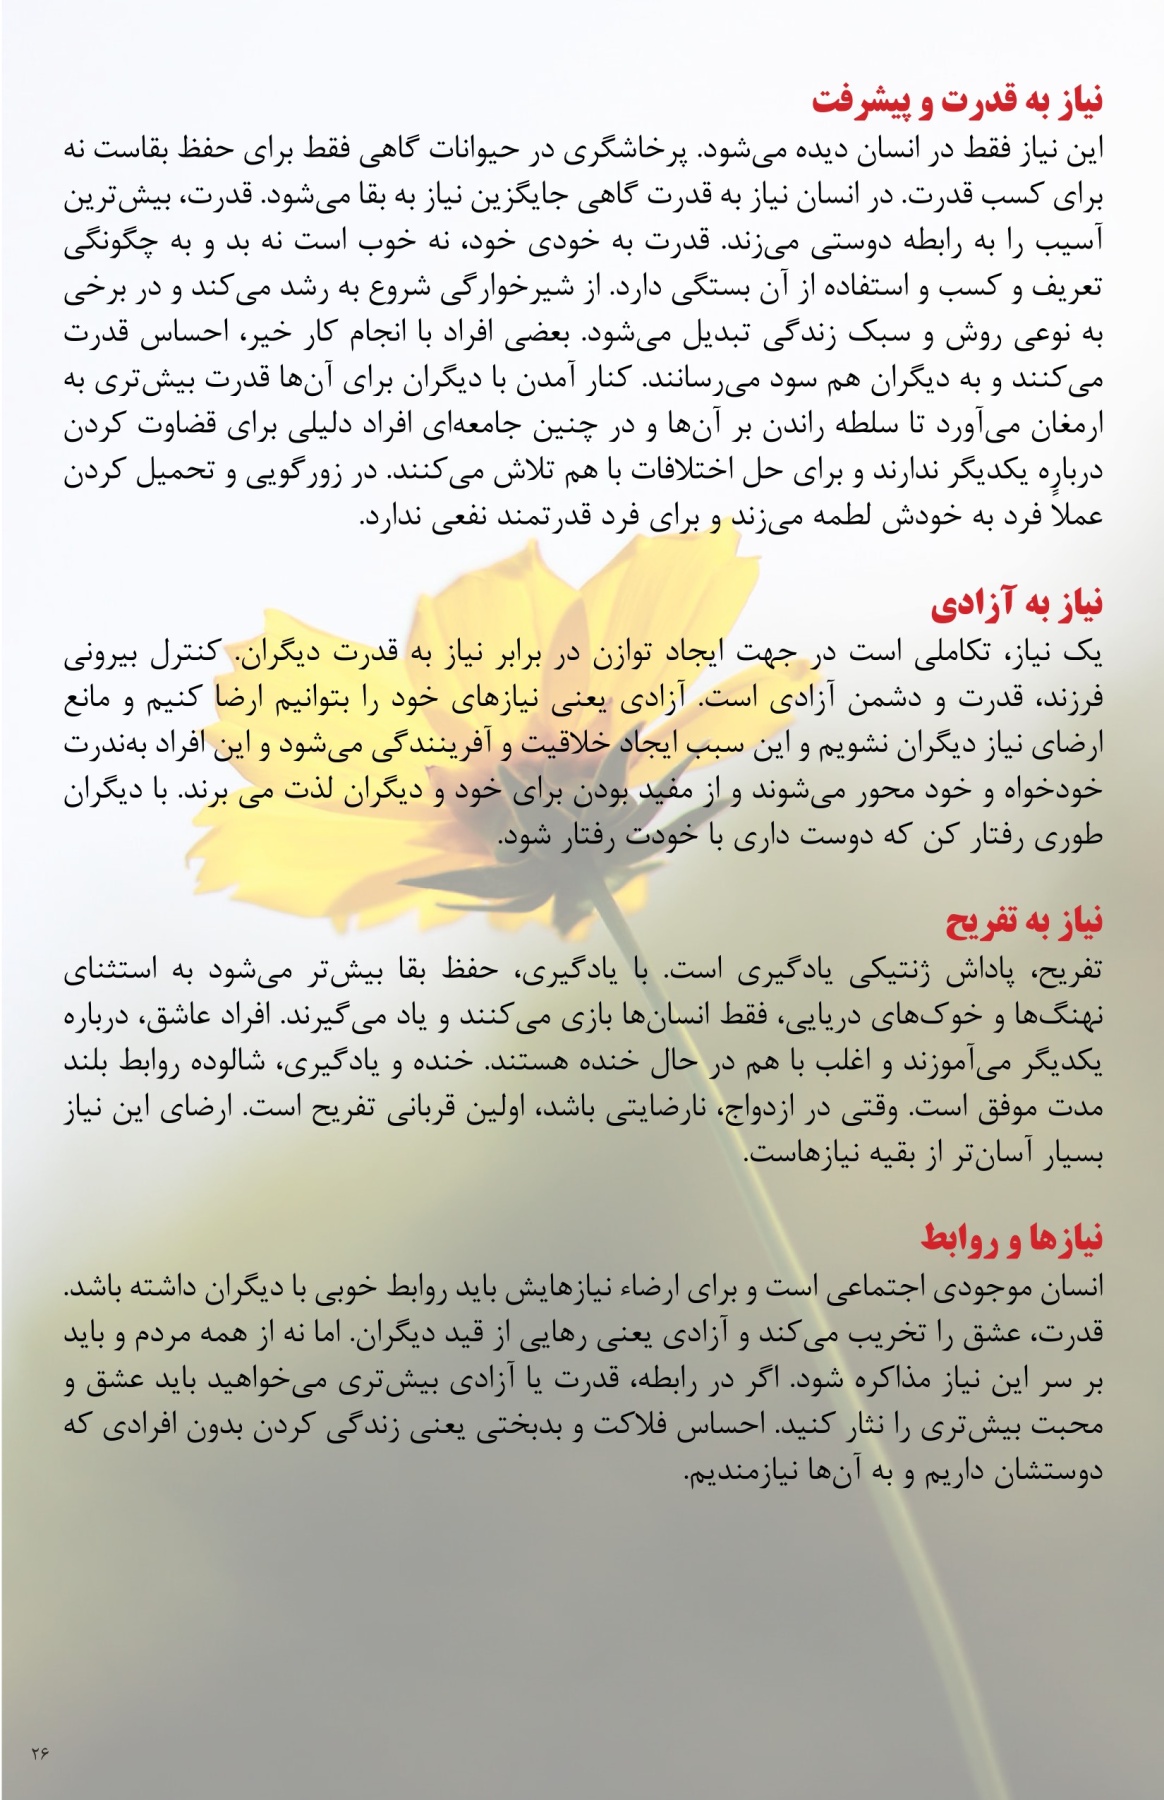 نیاز به قدرت و پیشرفت
این نیاز فقط در انسان دیده می‌شود. پرخاشگری در حیوانات گاهی فقط برای حفظ بقاست نه
برای کسب قدرت. در انسان نیاز به قدرت گاهی جایگزین نیاز به بقا می‌شود. قدرت، بیش‌ترین
آسیب را به رابطه دوستی می‌زند. قدرت به خودی خود، نه خوب است نه بد و به چگونگی
تعریف و کسب و استفاده از آن بستگی دارد. از شیرخوارگی شروع به رشد می‌کند و در برخی
به نوعی روش و سبک زندگی تبدیل می‌شود. بعضی افراد با انجام کار خیر، احساس قدرت
می‌کنند و به دیگران هم سود می‌رسانند. کنار آمدن با دیگران برای آن‌ها قدرت بیش‌تری به
ارمغان می‌آورد تا سلطه راندن بر آن‌ها و در چنین جامعه‌ای افراد دلیلی برای قضاوت کردن
درباره یکدیگر ندارند و برای حل اختلافات با هم تلاش می‌کنند. در زورگویی و تحمیل کردن
عملاً فرد به خودش لطمه می‌زند و برای فرد قدرتمند نفعی ندارد.
نیاز به آزادی
یک نیاز، تکاملی است در جهت ایجاد توازن در برابر نیاز به قدرت دیگران. کنترل بیرونی
فرزند، قدرت و دشمن آزادی است. آزادی یعنی نیازهای خود را بتوانیم ارضا کنیم و مانع
ارضای نیاز دیگران نشویم و این سبب ایجاد خلاقیت و آفرینندگی می‌شود و این افراد به‌ندرت
خودخواه و خود محور می‌شوند و از مفید بودن برای خود و دیگران لذت می برند. با دیگران
طوری رفتار کن که دوست داری با خودت رفتار شود.
نیاز به تفریح
تفریح، پاداش ژنتیکی یادگیری است. با یادگیری، حفظ بقا بیش‌تر می‌شود به استثنای
نهنگ‌ها و خوک‌های دریایی، فقط انسان‌ها بازی می‌کنند و یاد می‌گیرند. افراد عاشق، درباره
یکدیگر می‌آموزند و اغلب با هم در حال خنده هستند. خنده و یادگیری، شالوده روابط بلند
مدت موفق است. وقتی در ازدواج، نارضایتی باشد، اولین قربانی تفریح است. ارضای این نیاز
بسیار آسان‌تر از بقیه نیازهاست.
نیازها و روابط
انسان موجودی اجتماعی است و برای ارضاء نیازهایش باید روابط خوبی با دیگران داشته باشد.
قدرت، عشق را تخریب می‌کند و آزادی یعنی رهایی از قید دیگران. اما نه از همه مردم و باید
بر سر این نیاز مذاکره شود. اگر در رابطه، قدرت یا آزادی بیش‌تری می‌خواهید باید عشق و
محبت بیش‌تری را نثار کنید. احساس فلاکت و بدبختی یعنی زندگی کردن بدون افرادی که
دوستشان داریم و به آن‌ها نیازمندیم.
۲۶